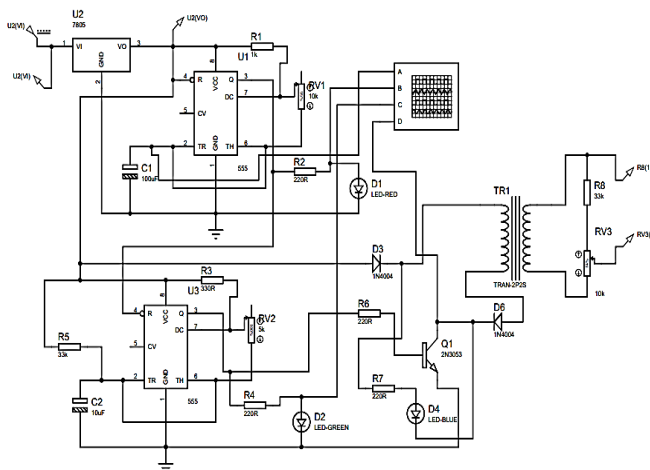 U2
7805
U2(VI)
U2(VO)
1
VI
VO
3
GND
2
U2(VI)
R1
1k
U1
8
VCC
4
R
Q
3
DC
7
5
CV
2
TR
TH
6
GND
1
555
RV1
10k
C1
100uF
R2
220R
D1
LED-RED
A
B
C
D
TR1
TRAN-2P2S
R8
33k
R8(1
RV3
RV3(
10k
D3
1N4004
D6
1N4004
R3
330R
U3
8
VCC
4
R
Q
3
DC
7
5
CV
2
TR
TH
6
GND
1
555
RV2
5k
R5
33k
C2
10uF
R4
220R
D2
LED-GREEN
R6
220R
Q1
2N3053
R7
220R
D4
LED-BLUE